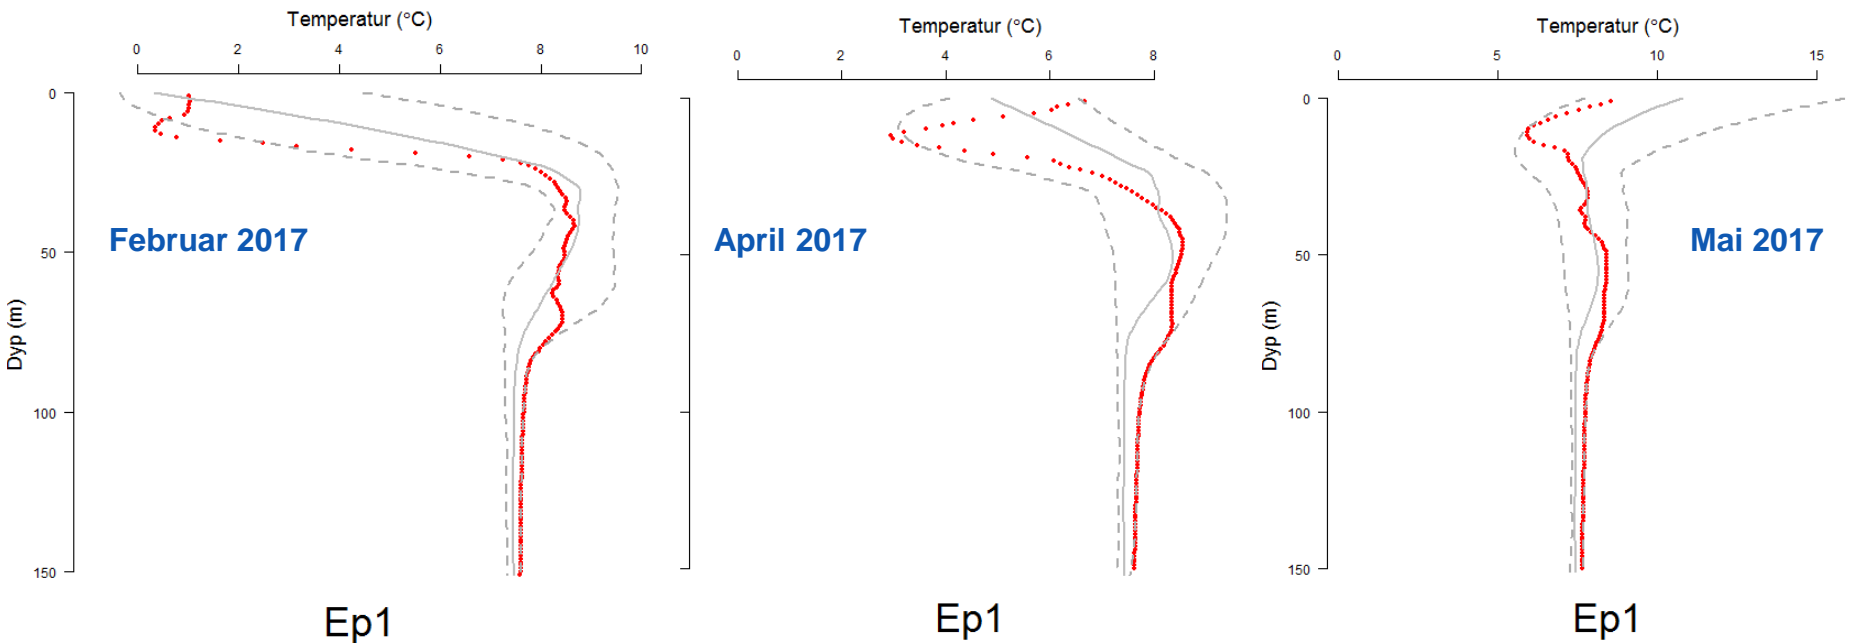 Temperatur (°C)
0 2 4 6 8 10
0
50
100
150
Dyp (m)
Februar 2017
Ep1
Temperatur (°C)
0 2 4 6 8
April 2017
Ep1
Temperatur (°C)
0 5 10 15
0
50
100
150
Dyp (m)
Mai 2017
Ep1